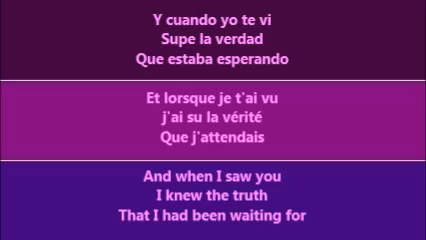 Y cuando yo te vi
Supe la verdad
Que estaba esperando
Et lorsque je t'ai vu
j'ai su la vérité
Que j'attendais
And when I saw you
I knew the truth
That I had been waiting for